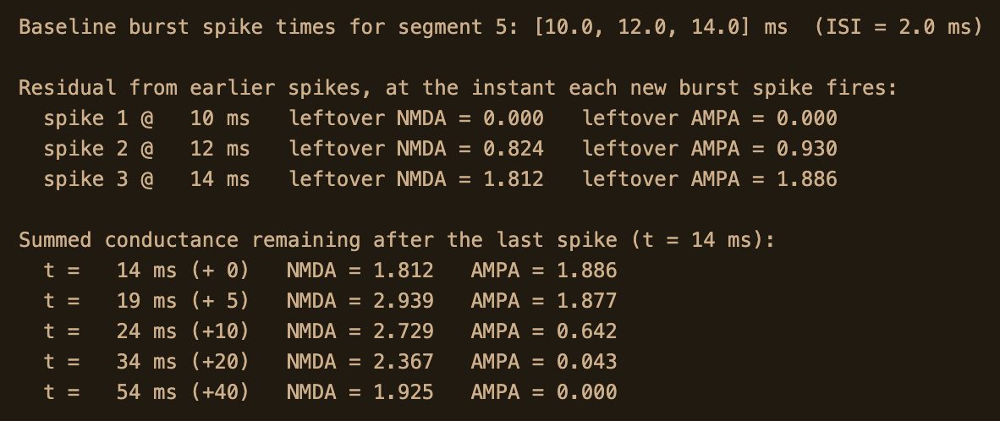 Baseline burst spike times for segment 5: [10.0, 12.0, 14.0] ms  (ISI = 2.0 ms)

Residual from earlier spikes, at the instant each new burst spike fires:
  spike 1 @   10 ms   leftover NMDA = 0.000   leftover AMPA = 0.000
  spike 2 @   12 ms   leftover NMDA = 0.824   leftover AMPA = 0.930
  spike 3 @   14 ms   leftover NMDA = 1.812   leftover AMPA = 1.886

Summed conductance remaining after the last spike (t = 14 ms):
  t =   14 ms (+ 0)   NMDA = 1.812   AMPA = 1.886
  t =   19 ms (+ 5)   NMDA = 2.939   AMPA = 1.877
  t =   24 ms (+10)   NMDA = 2.729   AMPA = 0.642
  t =   34 ms (+20)   NMDA = 2.367   AMPA = 0.043
  t =   54 ms (+40)   NMDA = 1.925   AMPA = 0.000